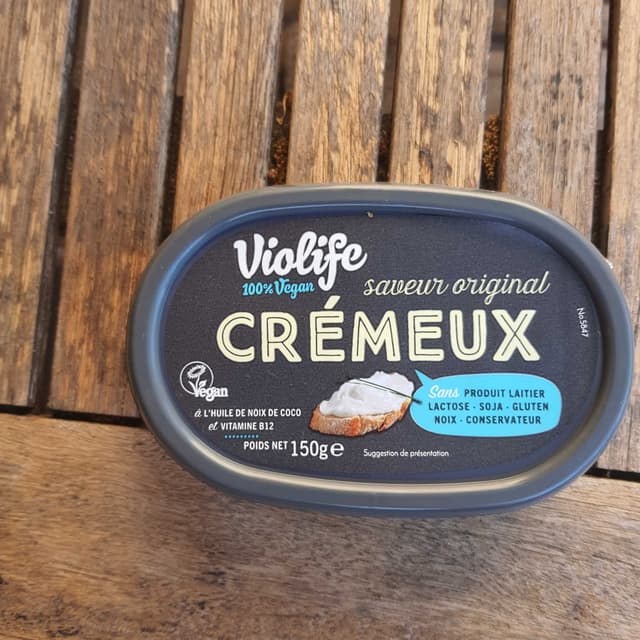 Violife
100% Vegan
saveur original
CRÉMEUX
No.5847
Vegan
à L'HUILE DE NOIX DE COCO
et VITAMINE B12
POIDS NET 150g e
Sans PRODUIT LAITIER
LACTOSE - SOJA - GLUTEN
NOIX - CONSERVATEUR
Suggestion de présentation